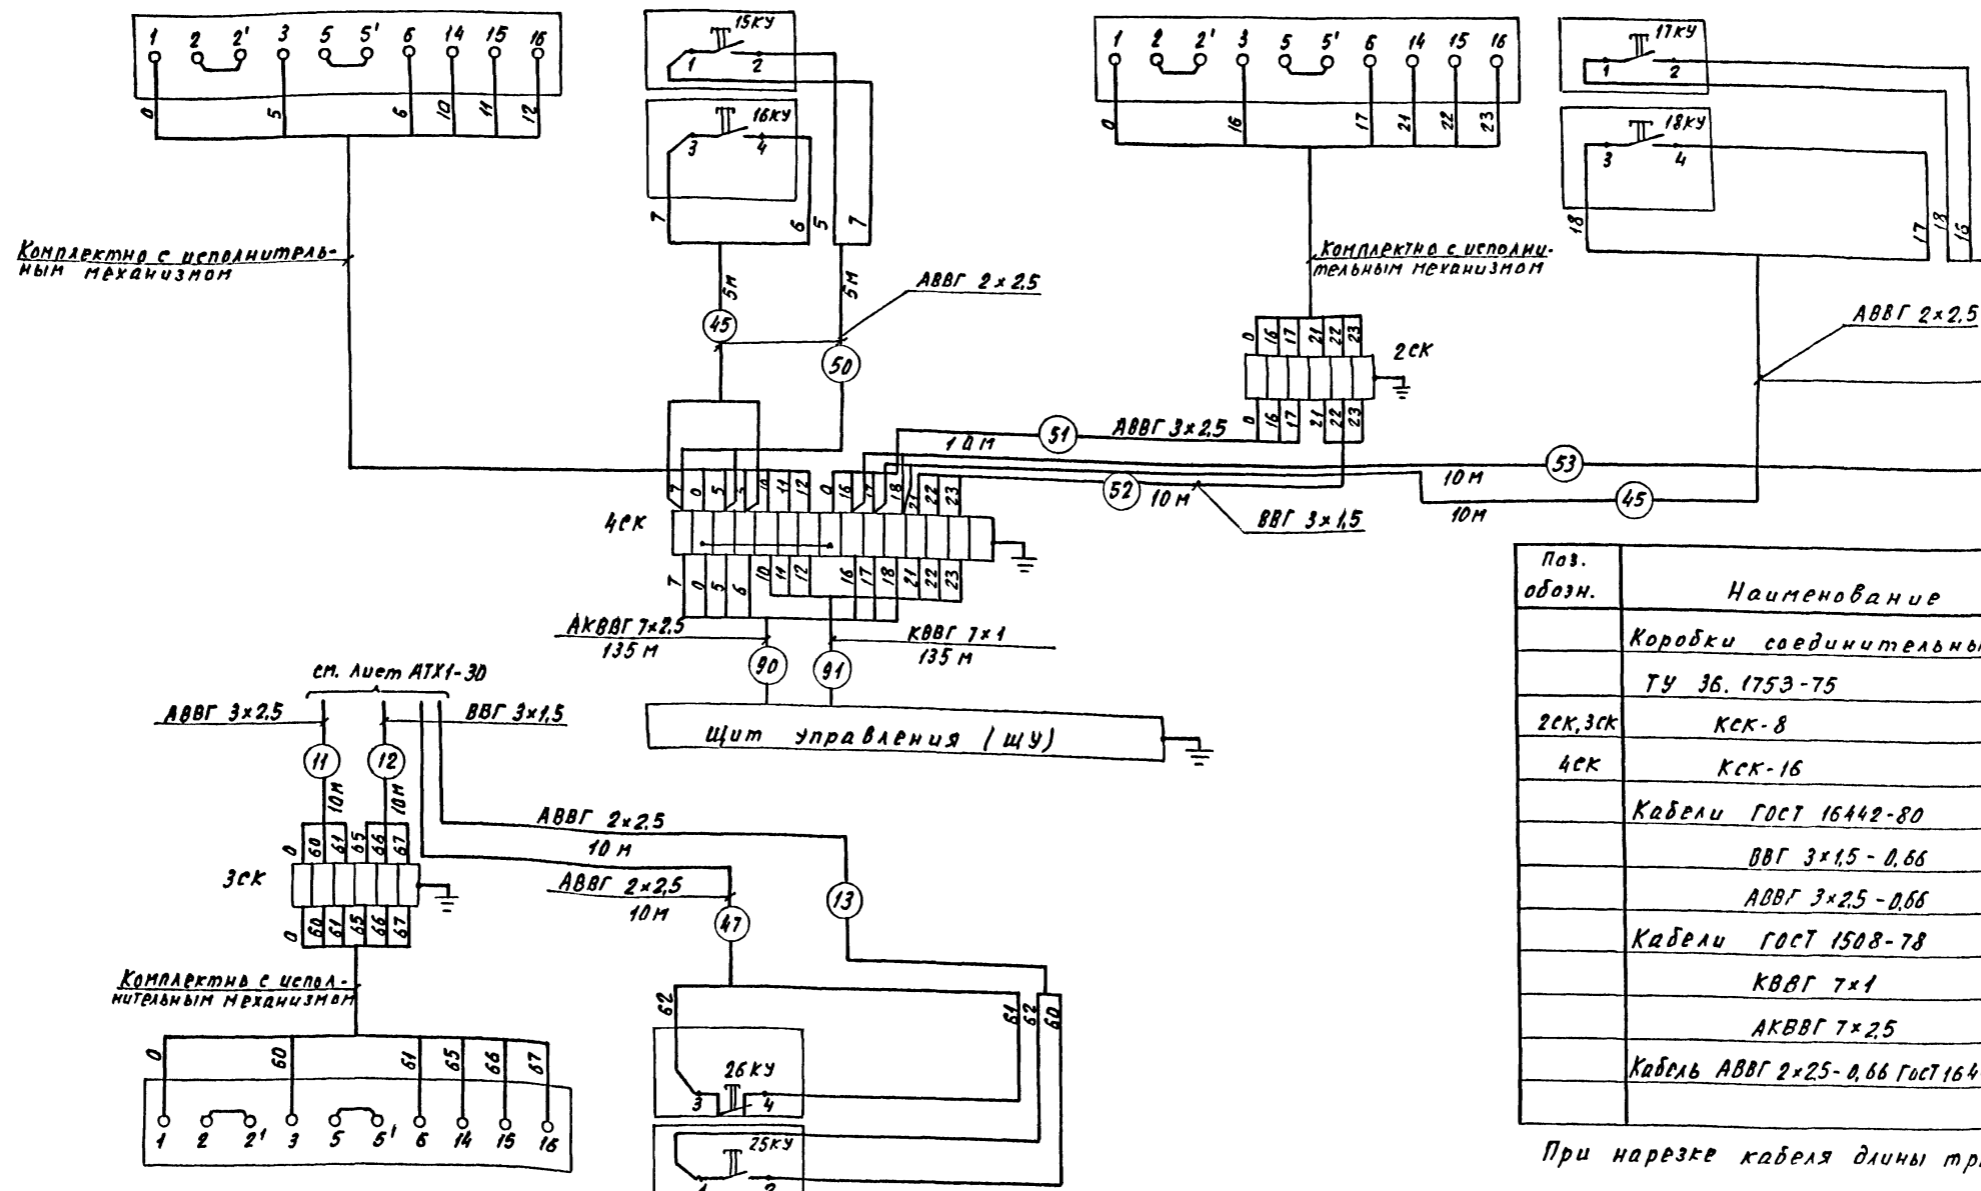 1 2 2' 3 5 5' 6 14 15 16
0 5 6 10 11 12
Комплектно с исполнитель-
ным механизмом
15КУ
1 2
16КУ
3 4
7 6 5 7
5м 5м
АВВГ 2×2,5
45
50
1 2 2' 3 5 5' 6 14 15 16
0 16 17 21 22 23
Комплектно с исполни-
тельным механизмом
17КУ
1 2
18КУ
3 4
18 17 18 16
АВВГ 2×2,5
0 16 17 21 22 23
2СК
0 16 17 21 22 23
51 АВВГ 3×2,5
10 м
53
10 м
52 10 м
ВВГ 3×1,5
45
10м
7 0 5 5 10 11 12 0 16 17 18 21 22 23
4СК
7 0 5 6 10 11 12 16 17 18 21 22 23
АКВВГ 7×2,5
135 м
КВВГ 7×1
135 м
90 91
Щит управления (ЩУ)
см. лист АТХ1-30
АВВГ 3×2,5
ВВГ 3×1,5
11 12
10м 10м
0 60 61 65 66 67
3СК
0 60 61 65 66 67
АВВГ 2×2,5
10 м
АВВГ 2×2,5
10 м
13
47
Комплектно с испол-
нительным механизмом
0 60 61 65 66 67
1 2 2' 3 5 5' 6 14 15 16
62 61 62 60
26КУ
3 4
25КУ
1 2
Поз.
обозн. Наименование
Коробки соединительны
ТУ 36.1753-75
2СК,3СК КСК-8
4СК КСК-16
Кабели ГОСТ 16442-80
ВВГ 3×1,5-0,66
АВВГ 3×2,5-0,66
Кабели ГОСТ 1508-78
КВВГ 7×1
АКВВГ 7×2,5
Кабель АВВГ 2×2,5-0,66 ГОСТ 164
При нарезке кабеля длины тр